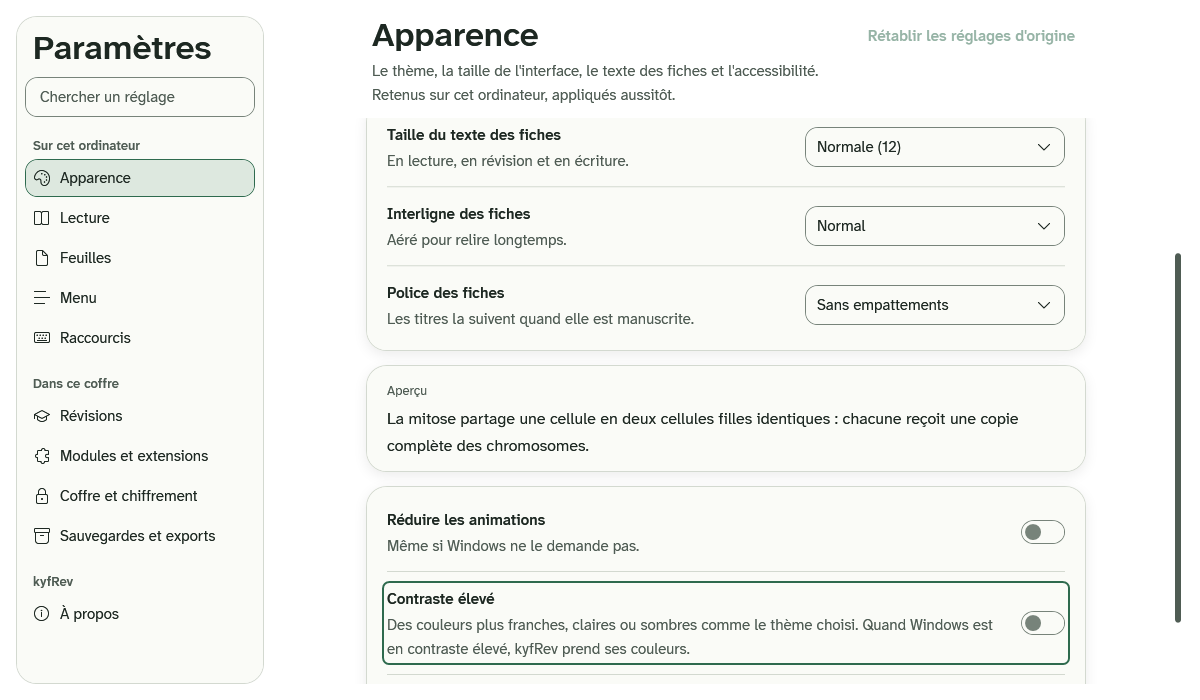 Paramètres
Chercher un réglage
Sur cet ordinateur
Apparence
Lecture
Feuilles
Menu
Raccourcis
Dans ce coffre
Révisions
Modules et extensions
Coffre et chiffrement
Sauvegardes et exports
kyfRev
À propos
Apparence
Rétablir les réglages d'origine
Le thème, la taille de l'interface, le texte des fiches et l'accessibilité.
Retenus sur cet ordinateur, appliqués aussitôt.
Taille du texte des fiches
En lecture, en révision et en écriture.
Normale (12)
Interligne des fiches
Aéré pour relire longtemps.
Normal
Police des fiches
Les titres la suivent quand elle est manuscrite.
Sans empattements
Aperçu
La mitose partage une cellule en deux cellules filles identiques : chacune reçoit une copie
complète des chromosomes.
Réduire les animations
Même si Windows ne le demande pas.
Contraste élevé
Des couleurs plus franches, claires ou sombres comme le thème choisi. Quand Windows est
en contraste élevé, kyfRev prend ses couleurs.